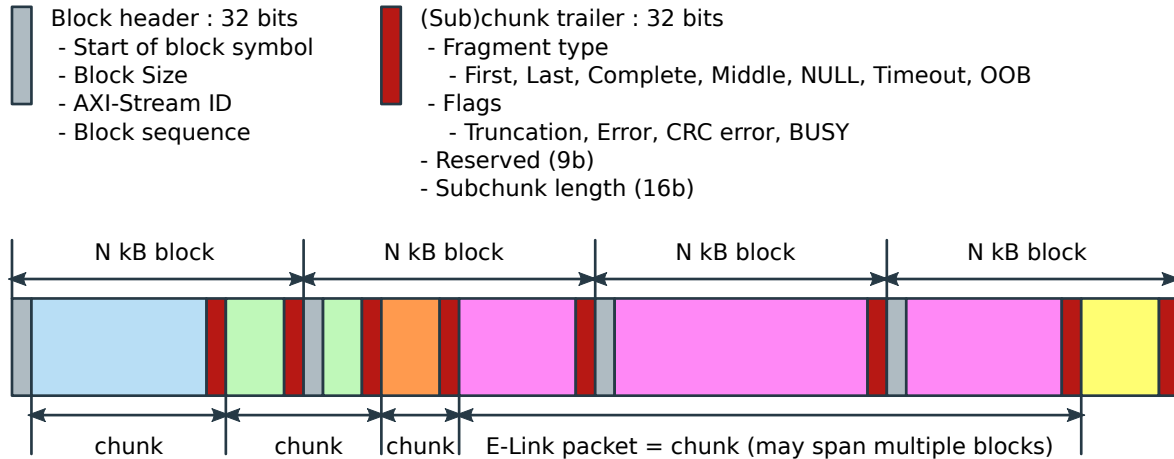 Block header : 32 bits
- Start of block symbol
- Block Size
- AXI-Stream ID
- Block sequence
(Sub)chunk trailer : 32 bits
- Fragment type
- First, Last, Complete, Middle, NULL, Timeout, OOB
- Flags
- Truncation, Error, CRC error, BUSY
- Reserved (9b)
- Subchunk length (16b)
N kB block
N kB block
N kB block
N kB block
chunk
chunk
chunk
E-Link packet = chunk (may span multiple blocks)